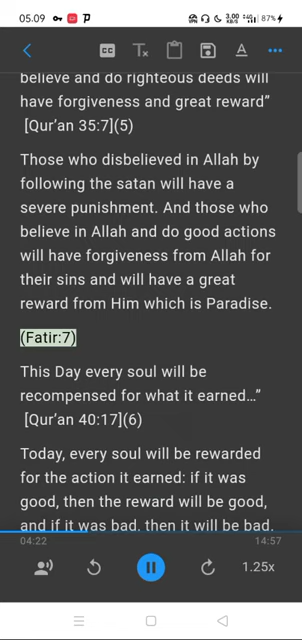 05.09
3,00 KB/S
87%
CC
believe and do righteous deeds will
have forgiveness and great reward”
[Qur’an 35:7](5)
Those who disbelieved in Allah by
following the satan will have a
severe punishment. And those who
believe in Allah and do good actions
will have forgiveness from Allah for
their sins and will have a great
reward from Him which is Paradise.
(Fatir:7)
This Day every soul will be
recompensed for what it earned…”
[Qur’an 40:17](6)
Today, every soul will be rewarded
for the action it earned: if it was
good, then the reward will be good,
and if it was bad, then it will be bad.
04:22
14:57
1.25x